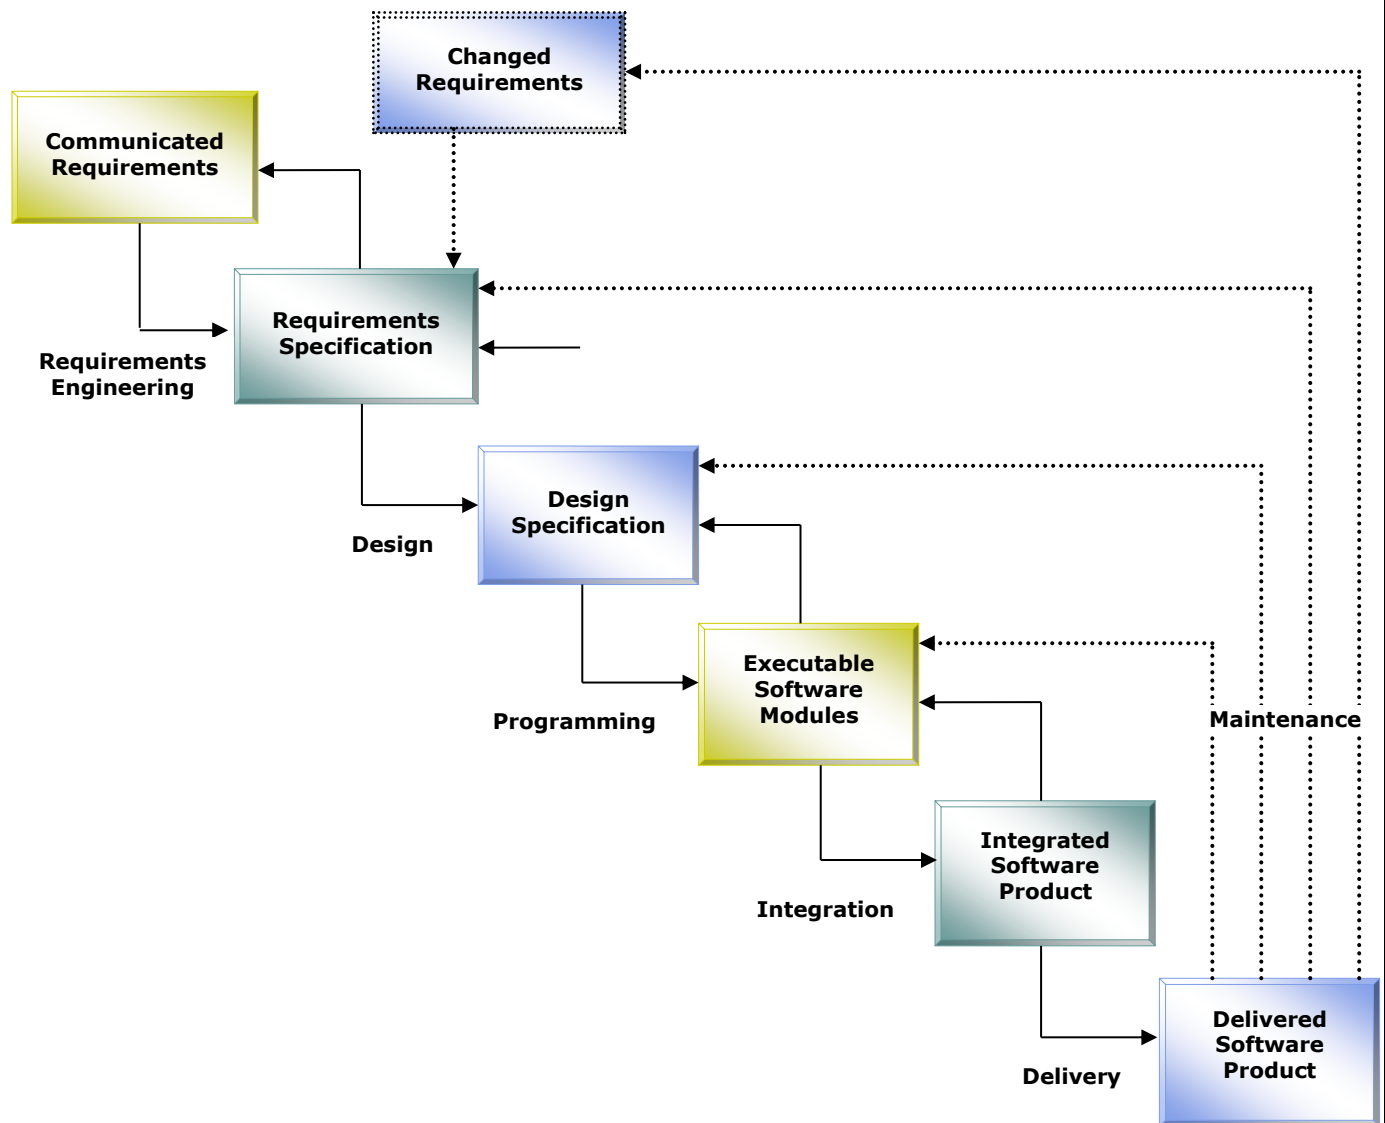 Changed
Requirements
Communicated
Requirements
Requirements
Specification
Requirements
Engineering
Design
Specification
Design
Executable
Software
Modules
Programming
Maintenance
Integrated
Software
Product
Integration
Delivered
Software
Product
Delivery